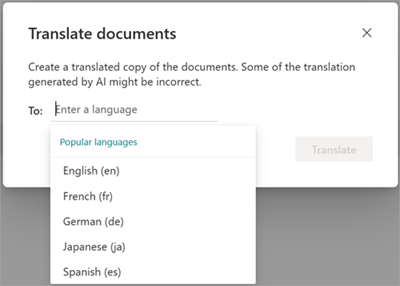 Translate documents
Create a translated copy of the documents. Some of the translation
generated by AI might be incorrect.
To: Enter a language
Popular languages
Translate
English (en)
French (fr)
German (de)
Japanese (ja)
Spanish (es)